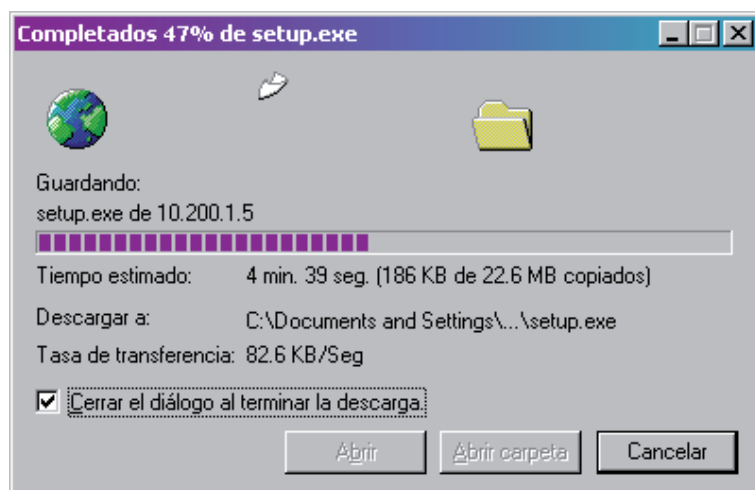 Completados 47% de setup.exe
Guardando:
setup.exe de 10.200.1.5
Tiempo estimado: 4 min. 39 seg. (186 KB de 22.6 MB copiados)
Descargar a: C:\Documents and Settings\...\setup.exe
Tasa de transferencia: 82.6 KB/Seg
Cerrar el diálogo al terminar la descarga.
Abrir Abrir carpeta Cancelar